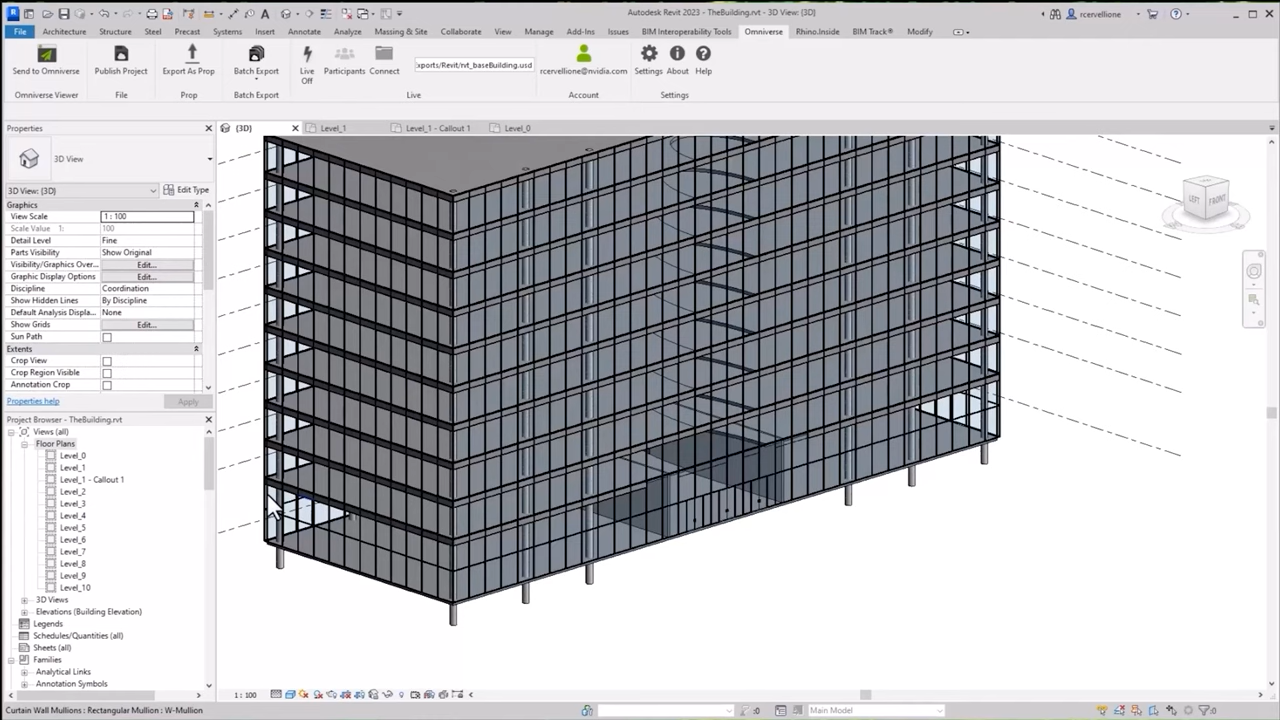 Autodesk Revit 2023 - TheBuilding.rvt - 3D View: {3D}
rcervellione
File Architecture Structure Steel Precast Systems Insert Annotate Analyze Massing & Site Collaborate View Manage Add-Ins Issues BIM Interoperability Tools Omniverse Rhino.Inside BIM Track® Modify
Send to Omniverse Publish Project Export As Prop Batch Export Live Off Participants Connect xports/Revit/rvt_baseBuilding.usd rcervellione@nvidia.com Settings About Help
Omniverse Viewer File Prop Batch Export Live Account Settings
Properties
{3D} Level_1 Level_1 - Callout 1 Level_0
3D View
3D View: {3D} Edit Type
Graphics
View Scale 1 : 100
Scale Value 1: 100
Detail Level Fine
Parts Visibility Show Original
Visibility/Graphics Over... Edit...
Graphic Display Options Edit...
Discipline Coordination
Show Hidden Lines By Discipline
Default Analysis Displa... None
Show Grids Edit...
Sun Path
Extents
Crop View
Crop Region Visible
Annotation Crop
Properties help Apply
LEFT FRONT
Project Browser - TheBuilding.rvt
Views (all)
Floor Plans
Level_0
Level_1
Level_1 - Callout 1
Level_2
Level_3
Level_4
Level_5
Level_6
Level_7
Level_8
Level_9
Level_10
3D Views
Elevations (Building Elevation)
Legends
Schedules/Quantities (all)
Sheets (all)
Families
Analytical Links
Annotation Symbols
1 : 100
Curtain Wall Mullions : Rectangular Mullion : W-Mullion
:0 Main Model :0